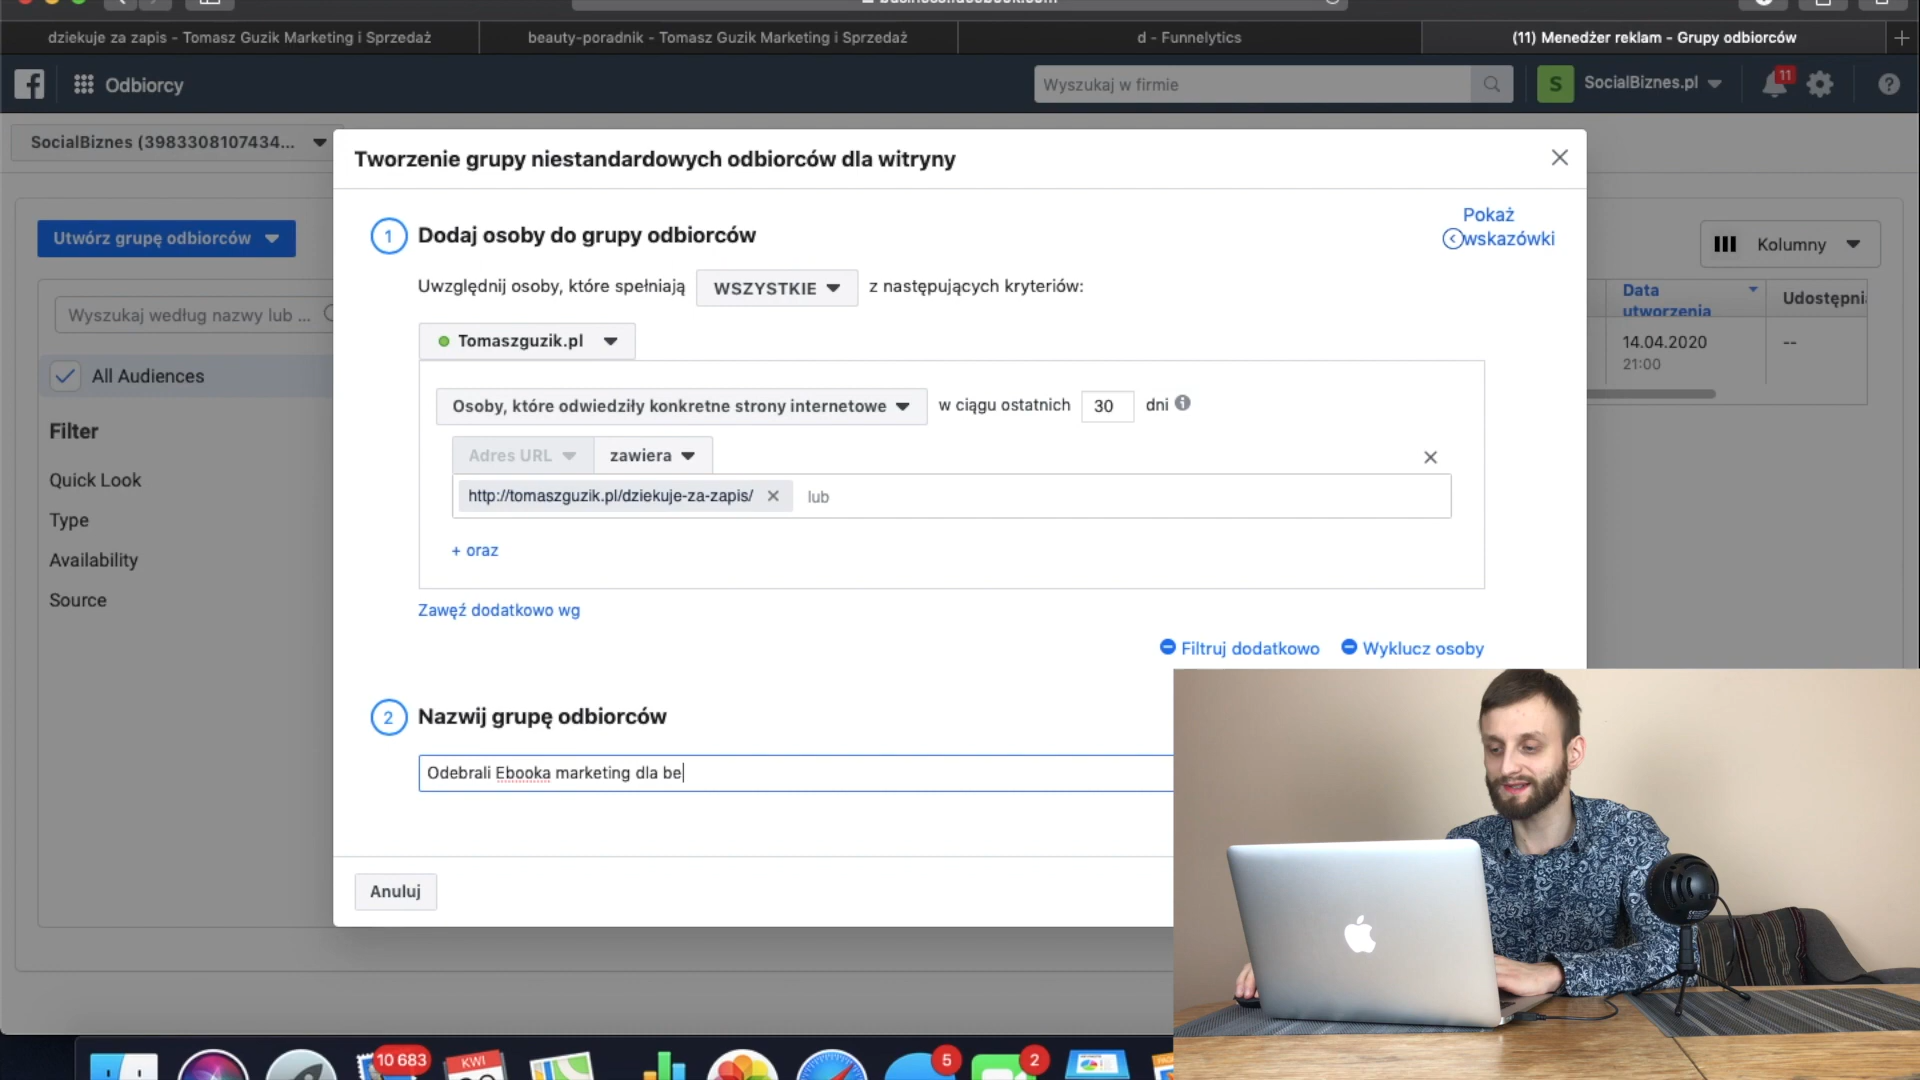 dziekuje za zapis - Tomasz Guzik Marketing i Sprzedaż
beauty-poradnik - Tomasz Guzik Marketing i Sprzedaż
d - Funnelytics
(11) Menedżer reklam - Grupy odbiorców
Odbiorcy
Wyszukaj w firmie
S
SocialBiznes.pl
11
SocialBiznes (3983308107434...
Tworzenie grupy niestandardowych odbiorców dla witryny
Utwórz grupę odbiorców
1
Dodaj osoby do grupy odbiorców
Pokaż
wskazówki
Kolumny
Uwzględnij osoby, które spełniają WSZYSTKIE z następujących kryteriów:
Data
utworzenia
Wyszukaj według nazwy lub ...
Tomaszguzik.pl
14.04.2020
--
21:00
All Audiences
Osoby, które odwiedziły konkretne strony internetowe w ciągu ostatnich 30 dni
Filter
Adres URL zawiera
Quick Look
http://tomaszguzik.pl/dziekuje-za-zapis/ lub
Type
+ oraz
Availability
Source
Zawęź dodatkowo wg
Filtruj dodatkowo
Wyklucz osoby
2
Nazwij grupę odbiorców
Odebrali Ebooka marketing dla be
Anuluj
10 683
KWI
5
2